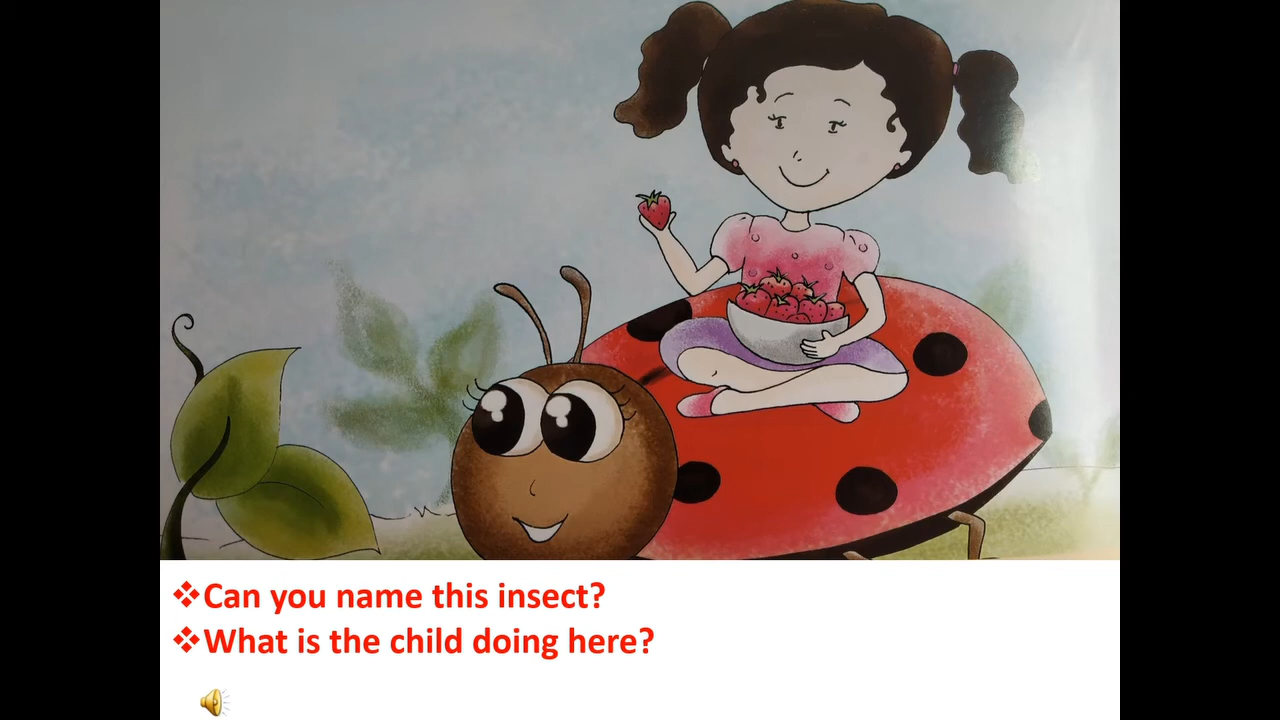 ❖Can you name this insect?
❖What is the child doing here?